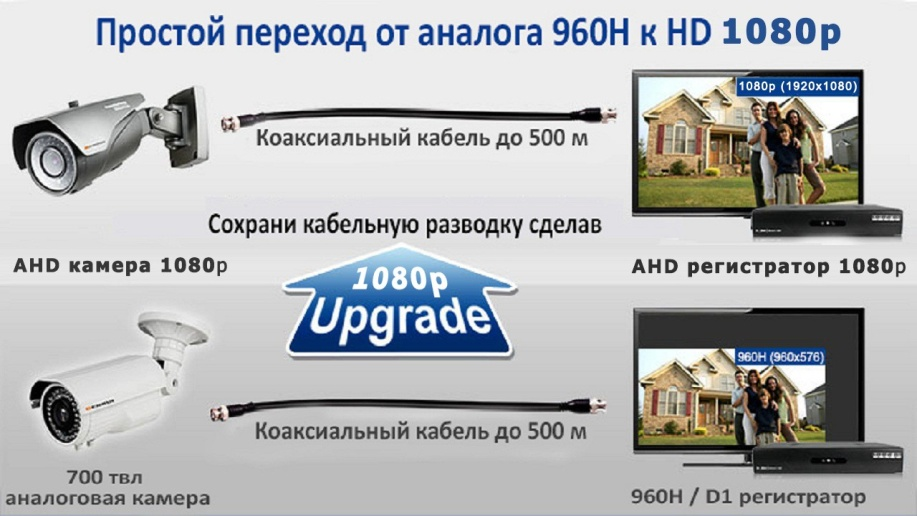 Простой переход от аналога 960H к HD 1080p
1080p (1920x1080)
Коаксиальный кабель до 500 м
Сохрани кабельную разводку сделав
AHD камера 1080p
AHD регистратор 1080p
1080p
Upgrade
960H (960x576)
Коаксиальный кабель до 500 м
700 твл
аналоговая камера
960H / D1 регистратор